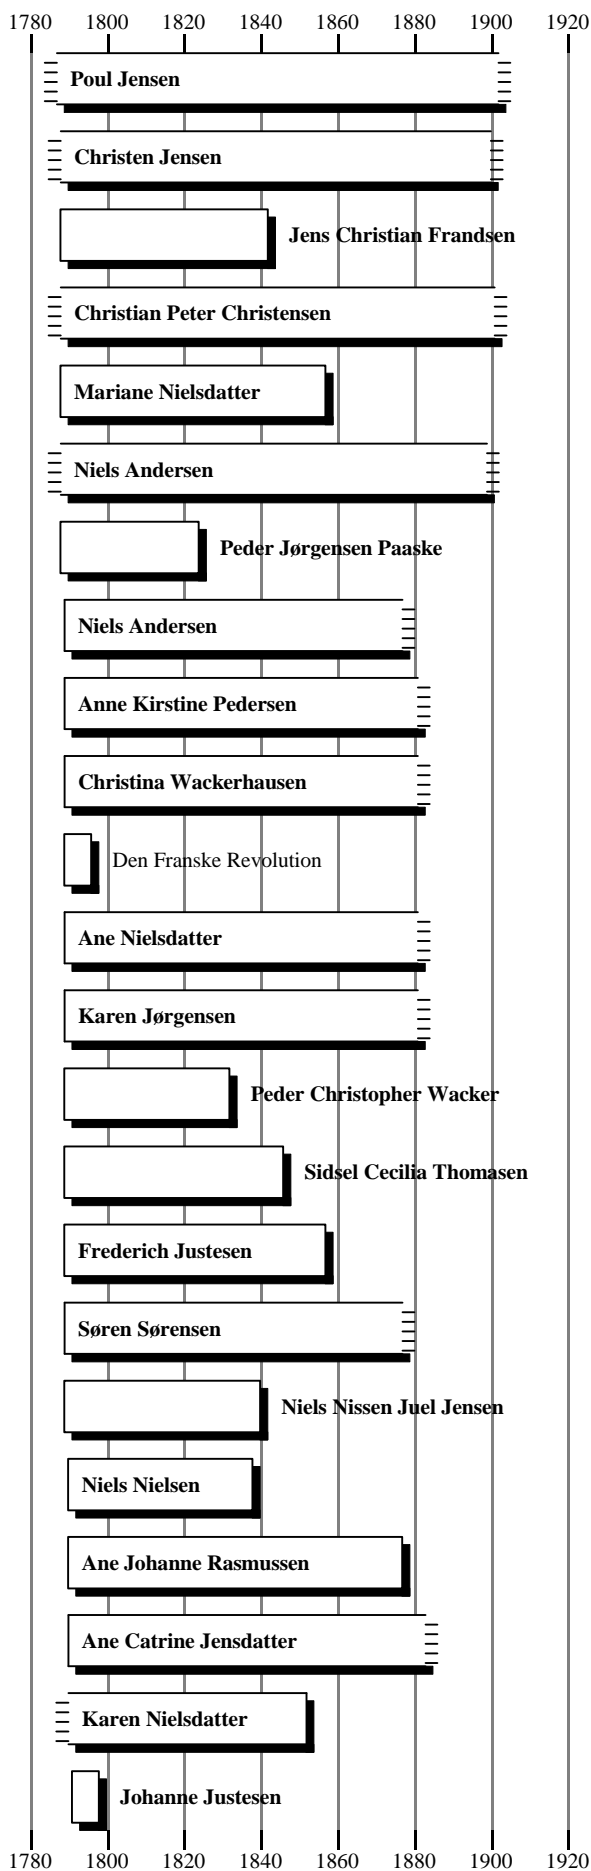 1780 1800 1820 1840 1860 1880 1900 1920
Poul Jensen
Christen Jensen
Jens Christian Frandsen
Christian Peter Christensen
Mariane Nielsdatter
Niels Andersen
Peder Jørgensen Paaske
Niels Andersen
Anne Kirstine Pedersen
Christina Wackerhausen
Den Franske Revolution
Ane Nielsdatter
Karen Jørgensen
Peder Christopher Wacker
Sidsel Cecilia Thomasen
Frederich Justesen
Søren Sørensen
Niels Nissen Juel Jensen
Niels Nielsen
Ane Johanne Rasmussen
Ane Catrine Jensdatter
Karen Nielsdatter
Johanne Justesen
1780 1800 1820 1840 1860 1880 1900 1920